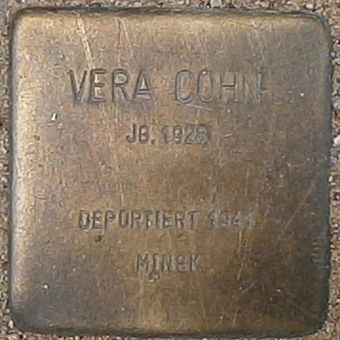 VERA COHN
JG. 1928
DEPORTIERT 1941
MINSK